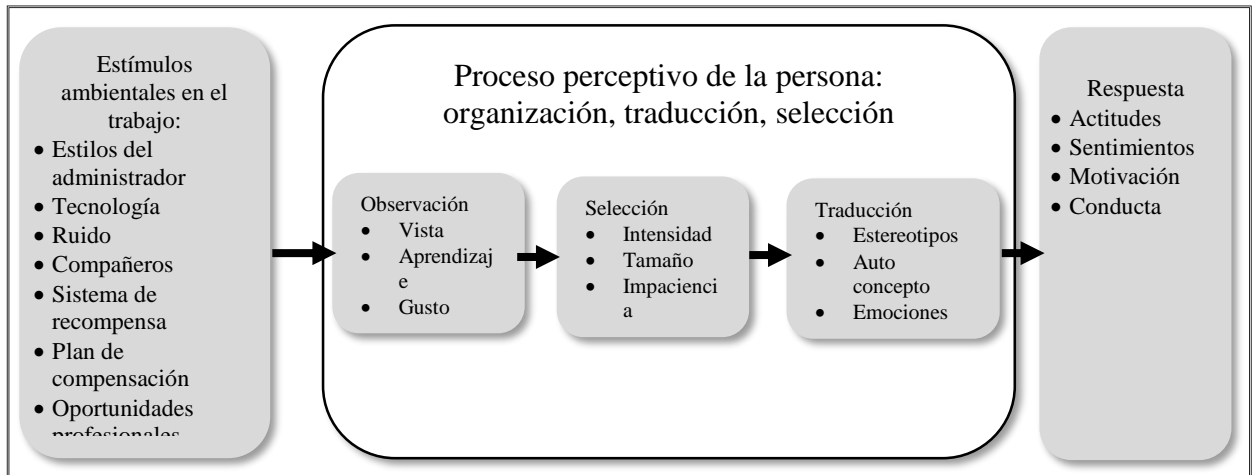 Estímulos
ambientales en el
trabajo:
• Estilos del
administrador
• Tecnología
• Ruido
• Compañeros
• Sistema de
recompensa
• Plan de
compensación
• Oportunidades
profesionales
Proceso perceptivo de la persona:
organización, traducción, selección
Observación
• Vista
• Aprendizaj
e
• Gusto
Selección
• Intensidad
• Tamaño
• Impacienci
a
Traducción
• Estereotipos
• Auto
concepto
• Emociones
Respuesta
• Actitudes
• Sentimientos
• Motivación
• Conducta